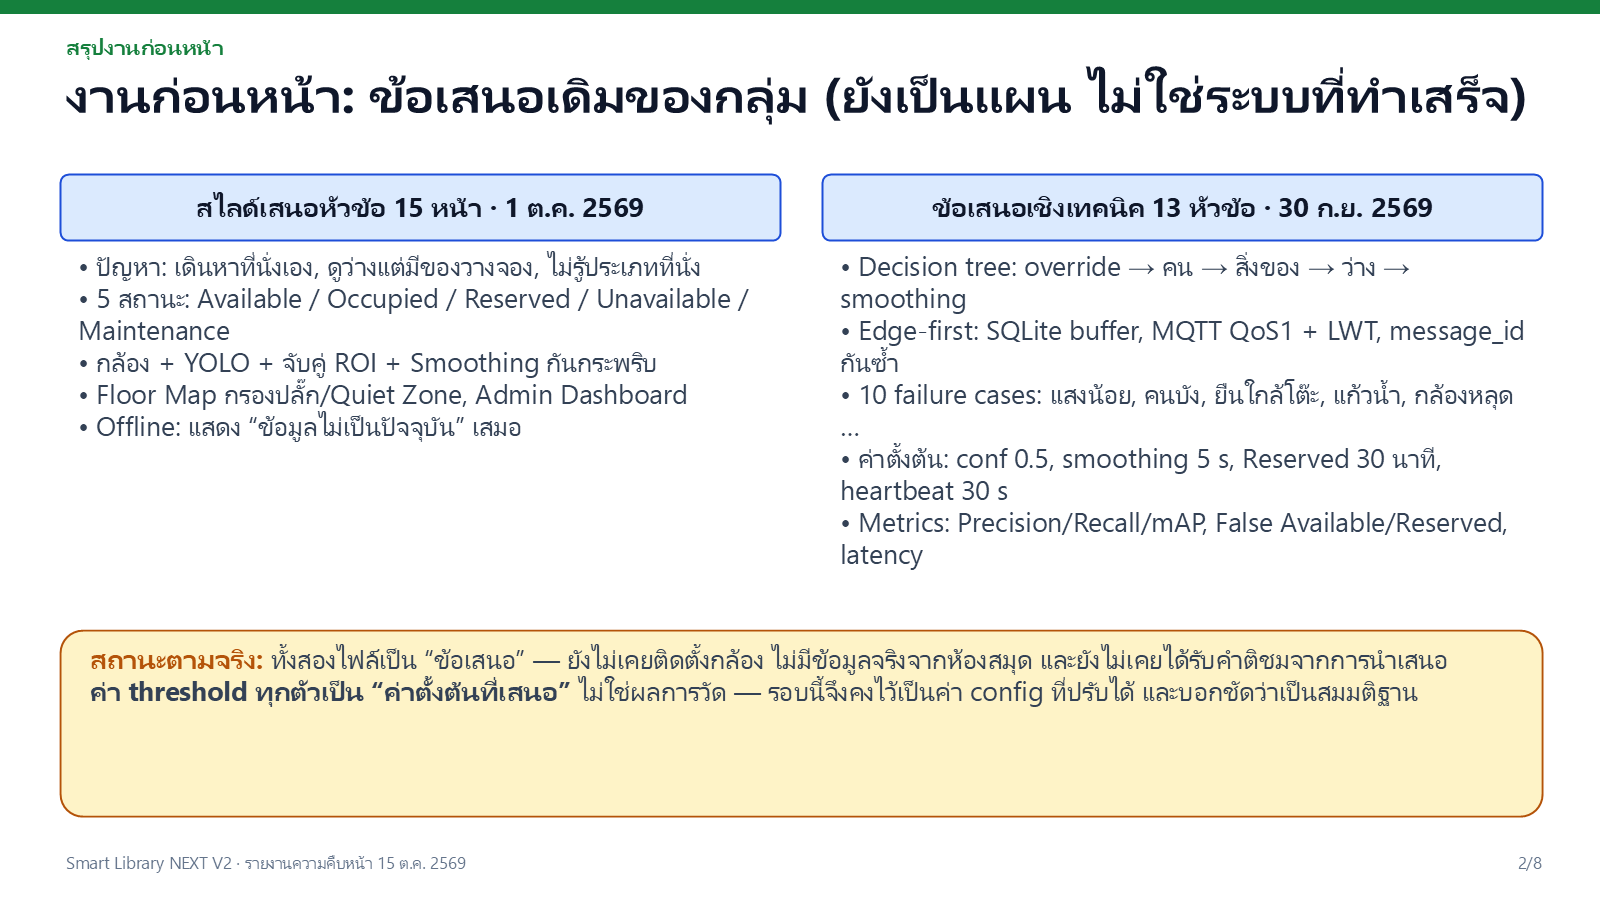 สรุปงานก่อนหน้า
งานก่อนหน้า: ข้อเสนอเดิมของกลุ่ม (ยังเป็นแผน ไม่ใช่ระบบที่ทำเสร็จ)
สไลด์เสนอหัวข้อ 15 หน้า · 1 ต.ค. 2569
• ปัญหา: เดินหาที่นั่งเอง, ดูว่างแต่มีของวางจอง, ไม่รู้ประเภทที่นั่ง
• 5 สถานะ: Available / Occupied / Reserved / Unavailable /
Maintenance
• กล้อง + YOLO + จับคู่ ROI + Smoothing กันกระพริบ
• Floor Map กรองปลั๊ก/Quiet Zone, Admin Dashboard
• Offline: แสดง “ข้อมูลไม่เป็นปัจจุบัน” เสมอ
ข้อเสนอเชิงเทคนิค 13 หัวข้อ · 30 ก.ย. 2569
• Decision tree: override → คน → สิ่งของ → ว่าง →
smoothing
• Edge-first: SQLite buffer, MQTT QoS1 + LWT, message_id
กันซ้ำ
• 10 failure cases: แสงน้อย, คนบัง, ยืนใกล้โต๊ะ, แก้วน้ำ, กล้องหลุด
...
• ค่าตั้งต้น: conf 0.5, smoothing 5 s, Reserved 30 นาที,
heartbeat 30 s
• Metrics: Precision/Recall/mAP, False Available/Reserved,
latency
สถานะตามจริง: ทั้งสองไฟล์เป็น “ข้อเสนอ” — ยังไม่เคยติดตั้งกล้อง ไม่มีข้อมูลจริงจากห้องสมุด และยังไม่เคยได้รับคำติชมจากการนำเสนอ
ค่า threshold ทุกตัวเป็น “ค่าตั้งต้นที่เสนอ” ไม่ใช่ผลการวัด — รอบนี้จึงคงไว้เป็นค่า config ที่ปรับได้ และบอกชัดว่าเป็นสมมติฐาน
Smart Library NEXT V2 · รายงานความคืบหน้า 15 ต.ค. 2569
2/8